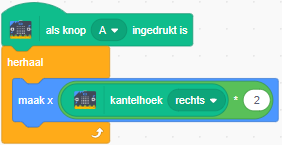 als knop A ingedrukt is
herhaal
maak x kantelhoek rechts * 2